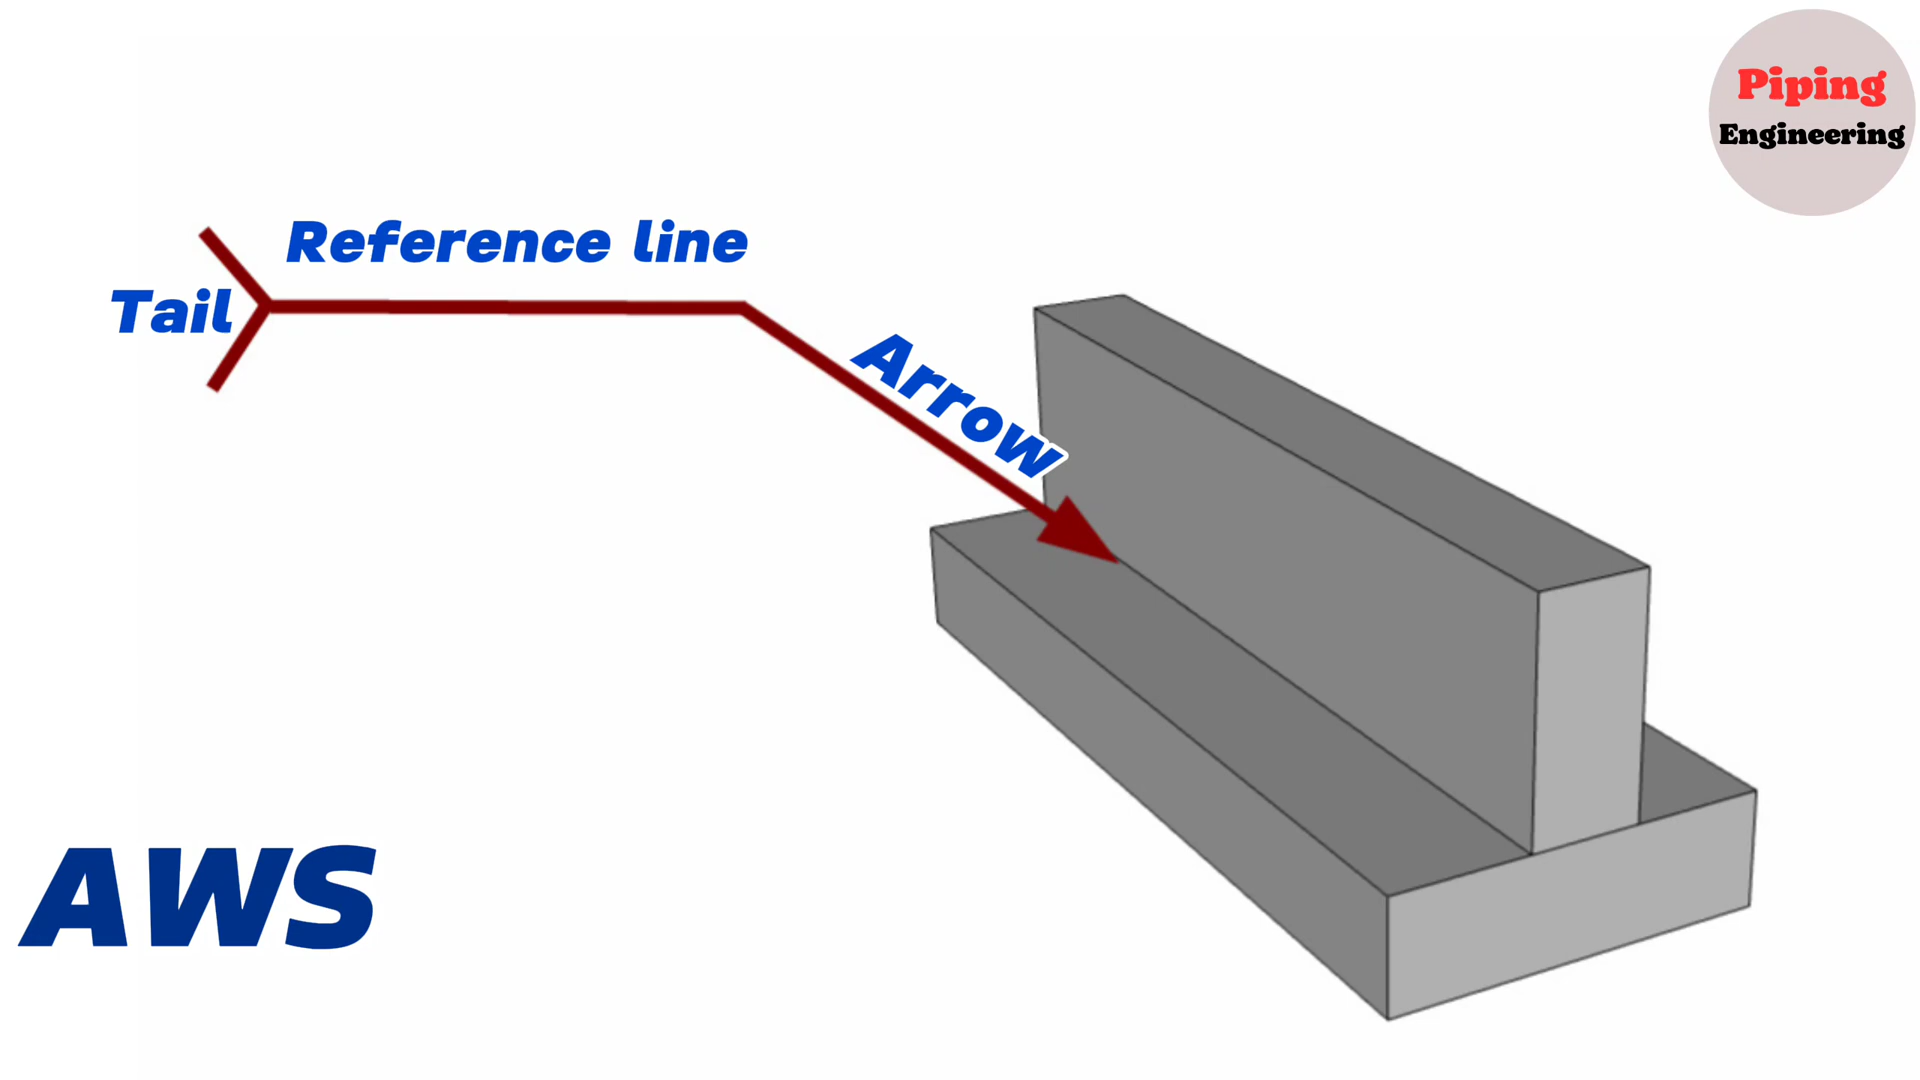 Piping
Engineering
Reference line
Tail
Arrow
AWS